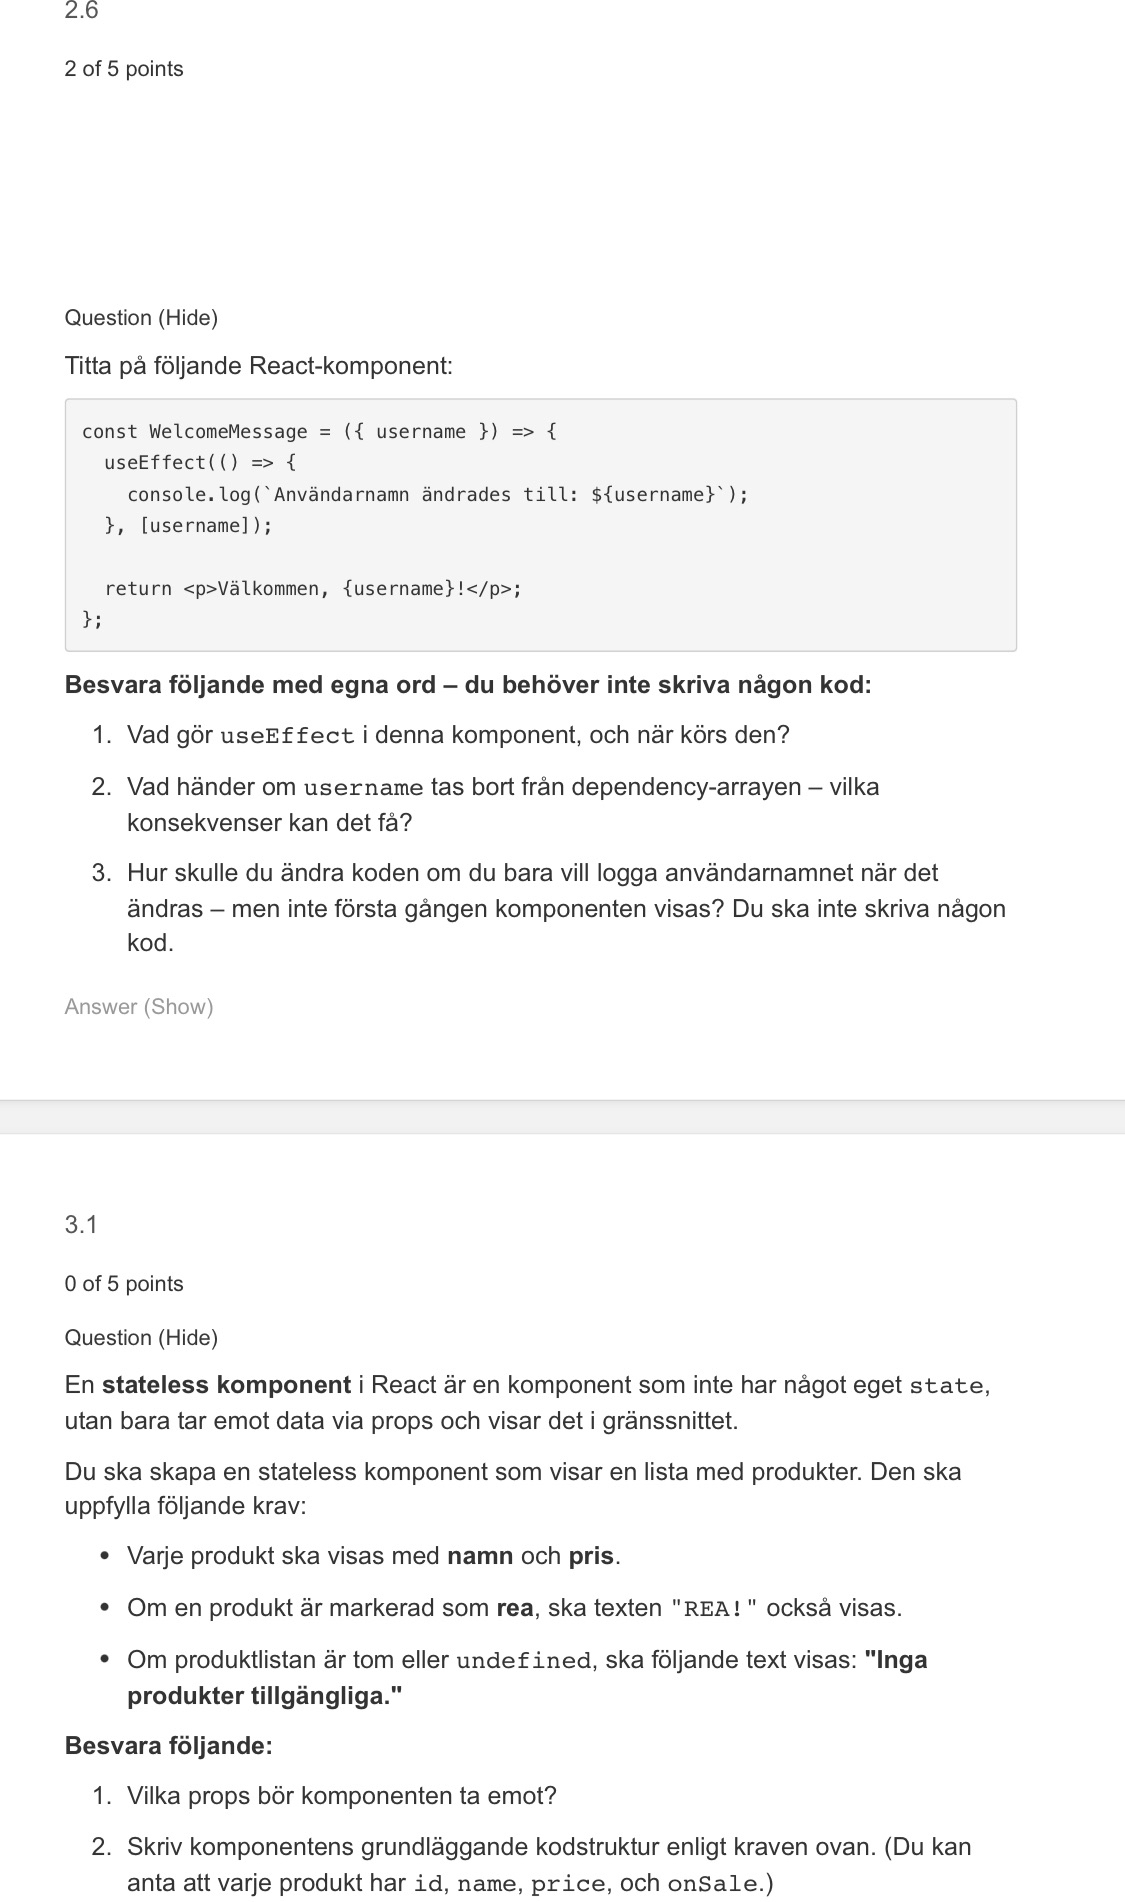 2.6
2 of 5 points
Question (Hide)
Titta på följande React-komponent:
const WelcomeMessage = ({ username }) => {
  useEffect(() => {
    console.log(`Användarnamn ändrades till: ${username}`);
  }, [username]);
  return <p>Välkommen, {username}!</p>;
};
Besvara följande med egna ord – du behöver inte skriva någon kod:
1. Vad gör useEffect i denna komponent, och när körs den?
2. Vad händer om username tas bort från dependency-arrayen – vilka
konsekvenser kan det få?
3. Hur skulle du ändra koden om du bara vill logga användarnamnet när det
ändras – men inte första gången komponenten visas? Du ska inte skriva någon
kod.
Answer (Show)
3.1
0 of 5 points
Question (Hide)
En stateless komponent i React är en komponent som inte har något eget state,
utan bara tar emot data via props och visar det i gränssnittet.
Du ska skapa en stateless komponent som visar en lista med produkter. Den ska
uppfylla följande krav:
• Varje produkt ska visas med namn och pris.
• Om en produkt är markerad som rea, ska texten "REA!" också visas.
• Om produktlistan är tom eller undefined, ska följande text visas: "Inga
produkter tillgängliga."
Besvara följande:
1. Vilka props bör komponenten ta emot?
2. Skriv komponentens grundläggande kodstruktur enligt kraven ovan. (Du kan
anta att varje produkt har id, name, price, och onSale.)